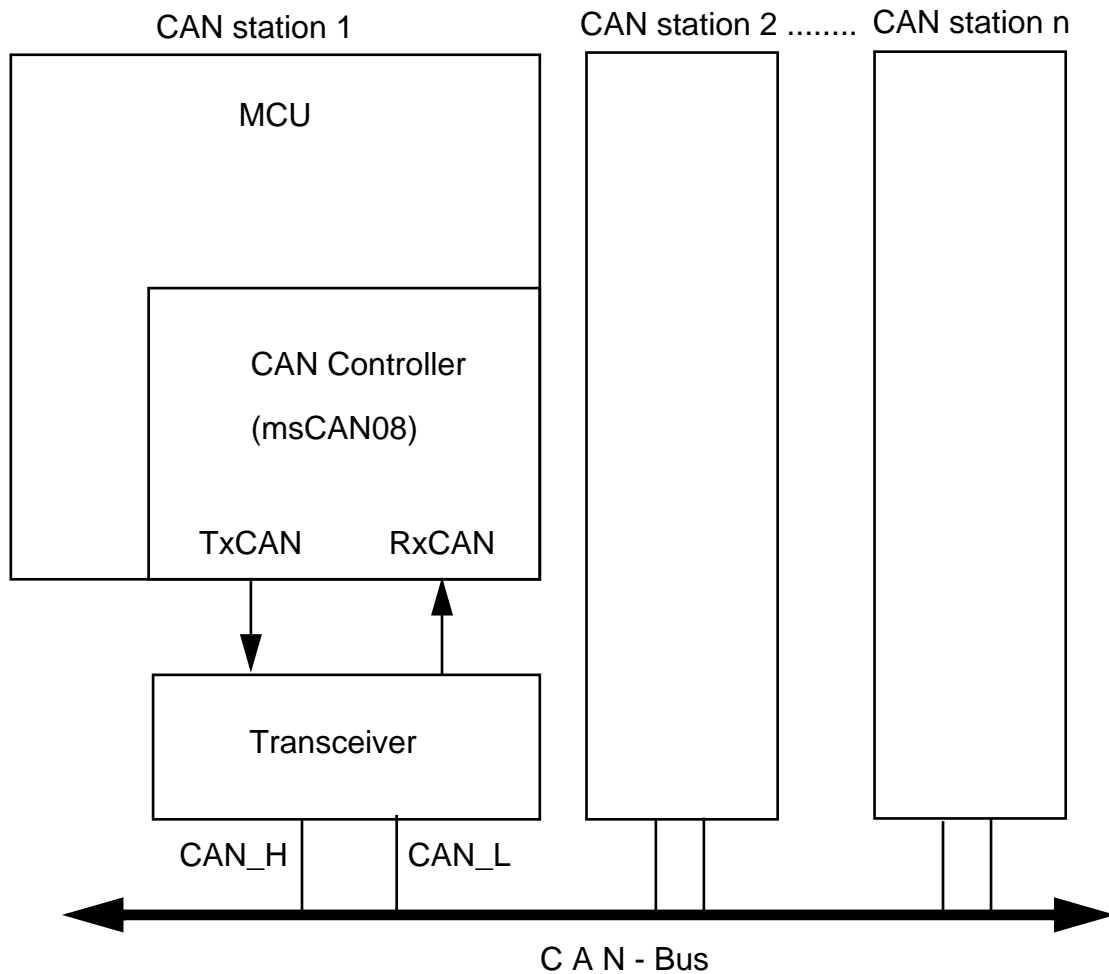 CAN station 1
CAN station 2 ........
CAN station n
MCU
CAN Controller
(msCAN08)
TxCAN
RxCAN
Transceiver
CAN_H
CAN_L
C A N - Bus